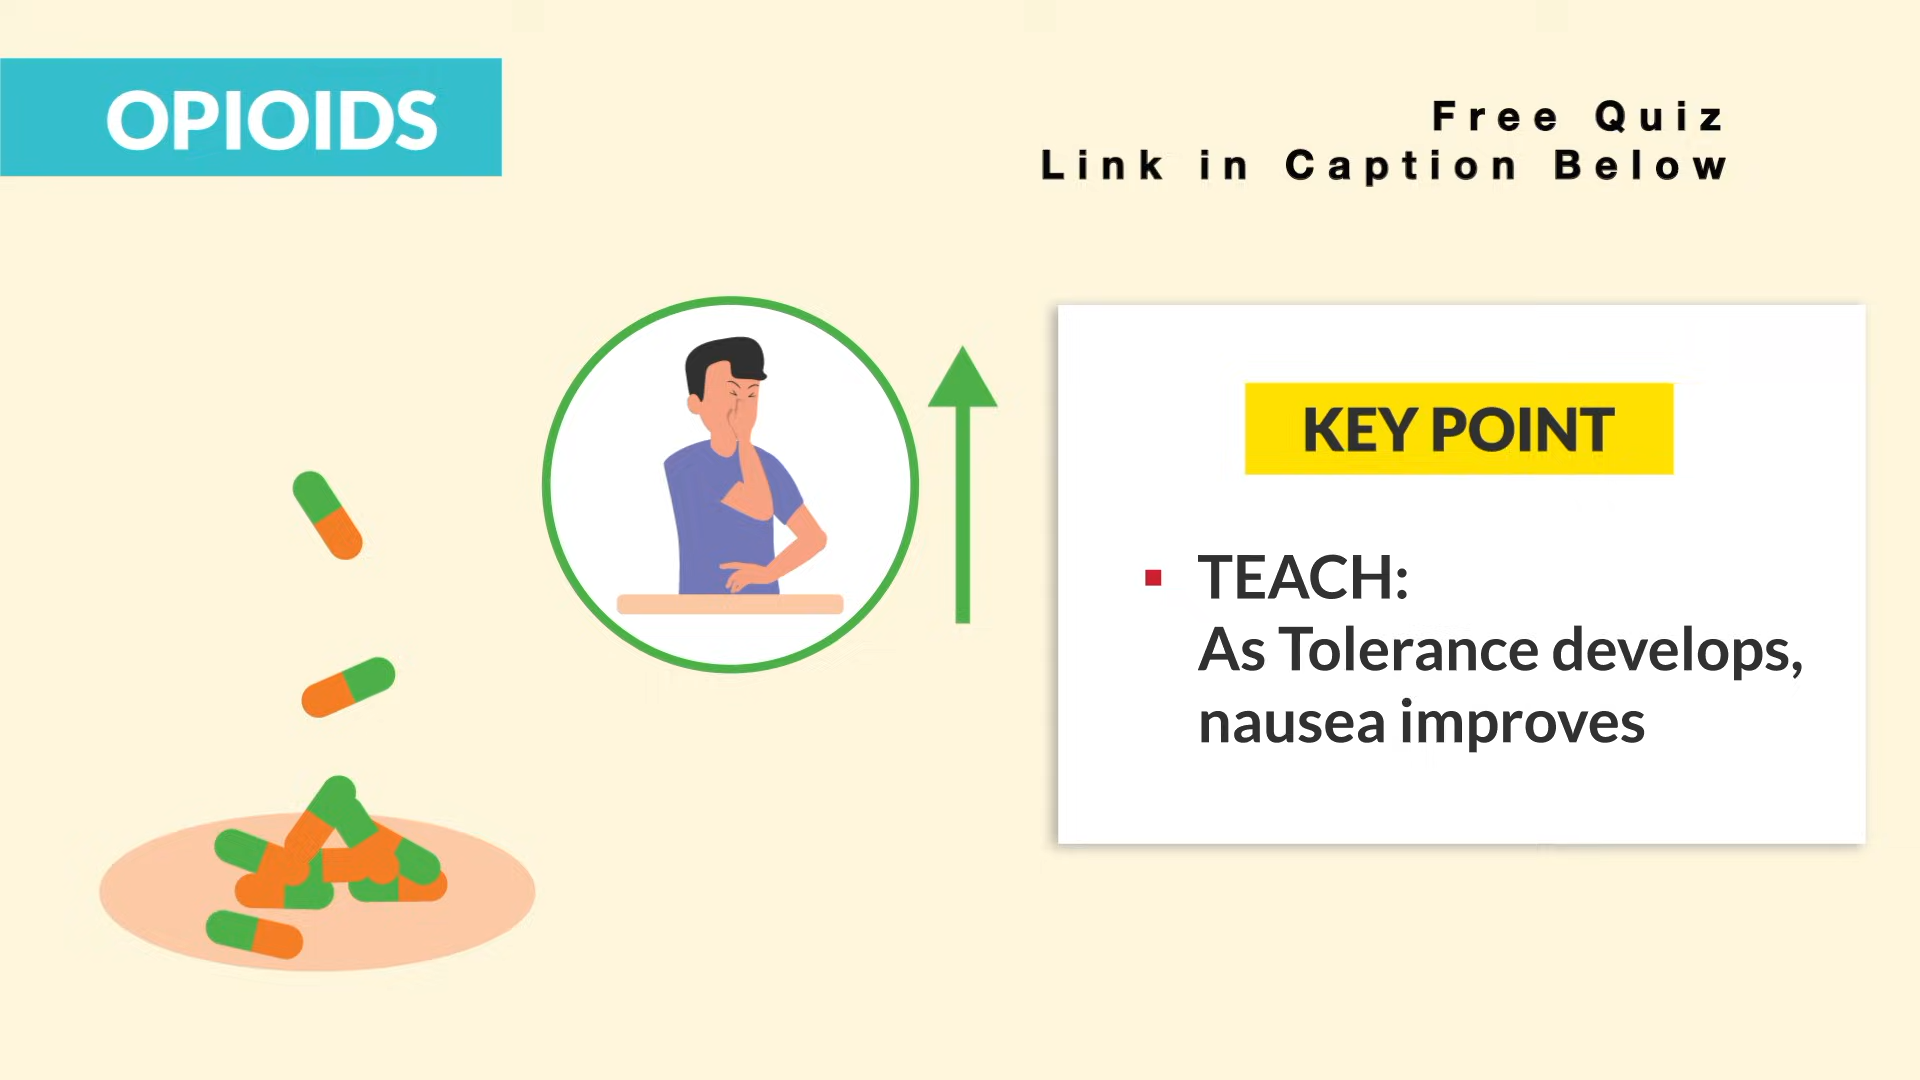 OPIOIDS
Free Quiz
Link in Caption Below
KEY POINT
TEACH:
As Tolerance develops,
nausea improves